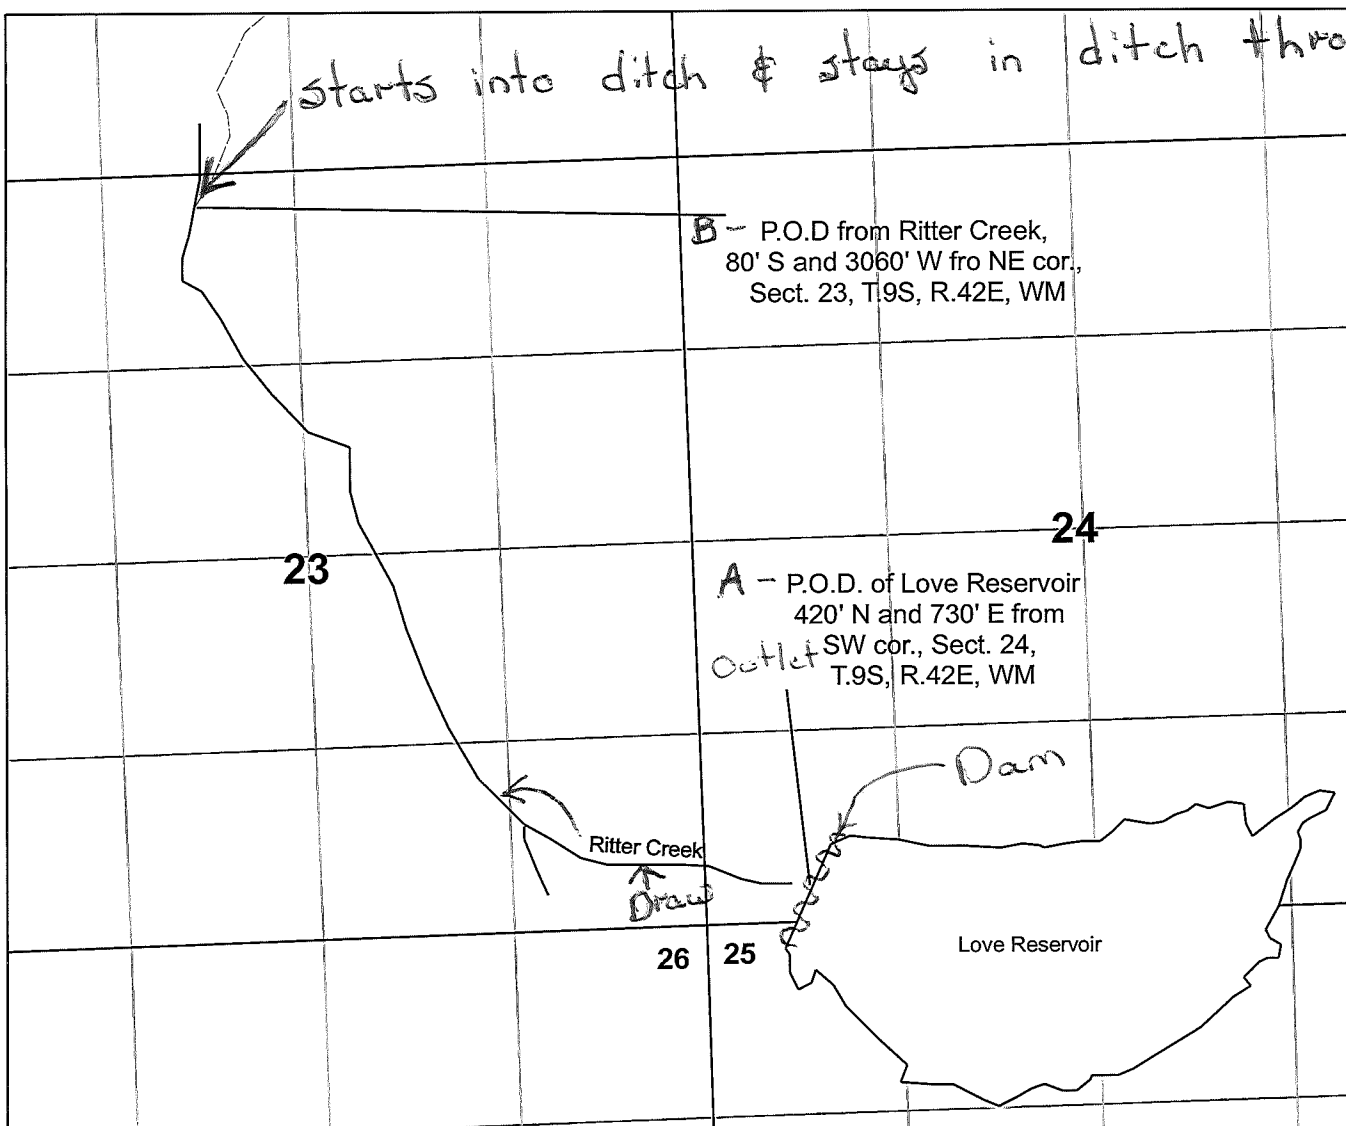 starts into ditch & stays in ditch thro
B - P.O.D from Ritter Creek,
80' S and 3060' W fro NE cor.,
Sect. 23, T.9S, R.42E, WM
24
23
A - P.O.D. of Love Reservoir
420' N and 730' E from
SW cor., Sect. 24,
T.9S, R.42E, WM
Outlet
Dam
Ritter Creek
Draw
26
25
Love Reservoir